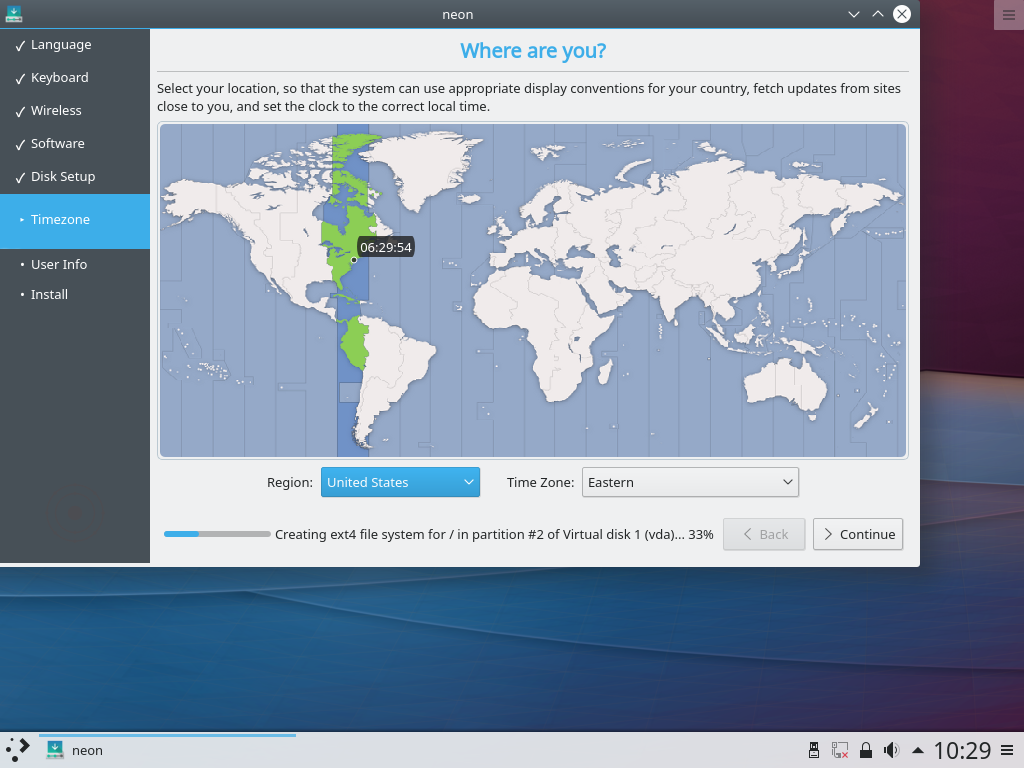 neon
Language
Keyboard
Wireless
Software
Disk Setup
Timezone
User Info
Install
Where are you?
Select your location, so that the system can use appropriate display conventions for your country, fetch updates from sites
close to you, and set the clock to the correct local time.
06:29:54
Region: United States Time Zone: Eastern
Creating ext4 file system for / in partition #2 of Virtual disk 1 (vda)... 33% Back Continue
neon 10:29